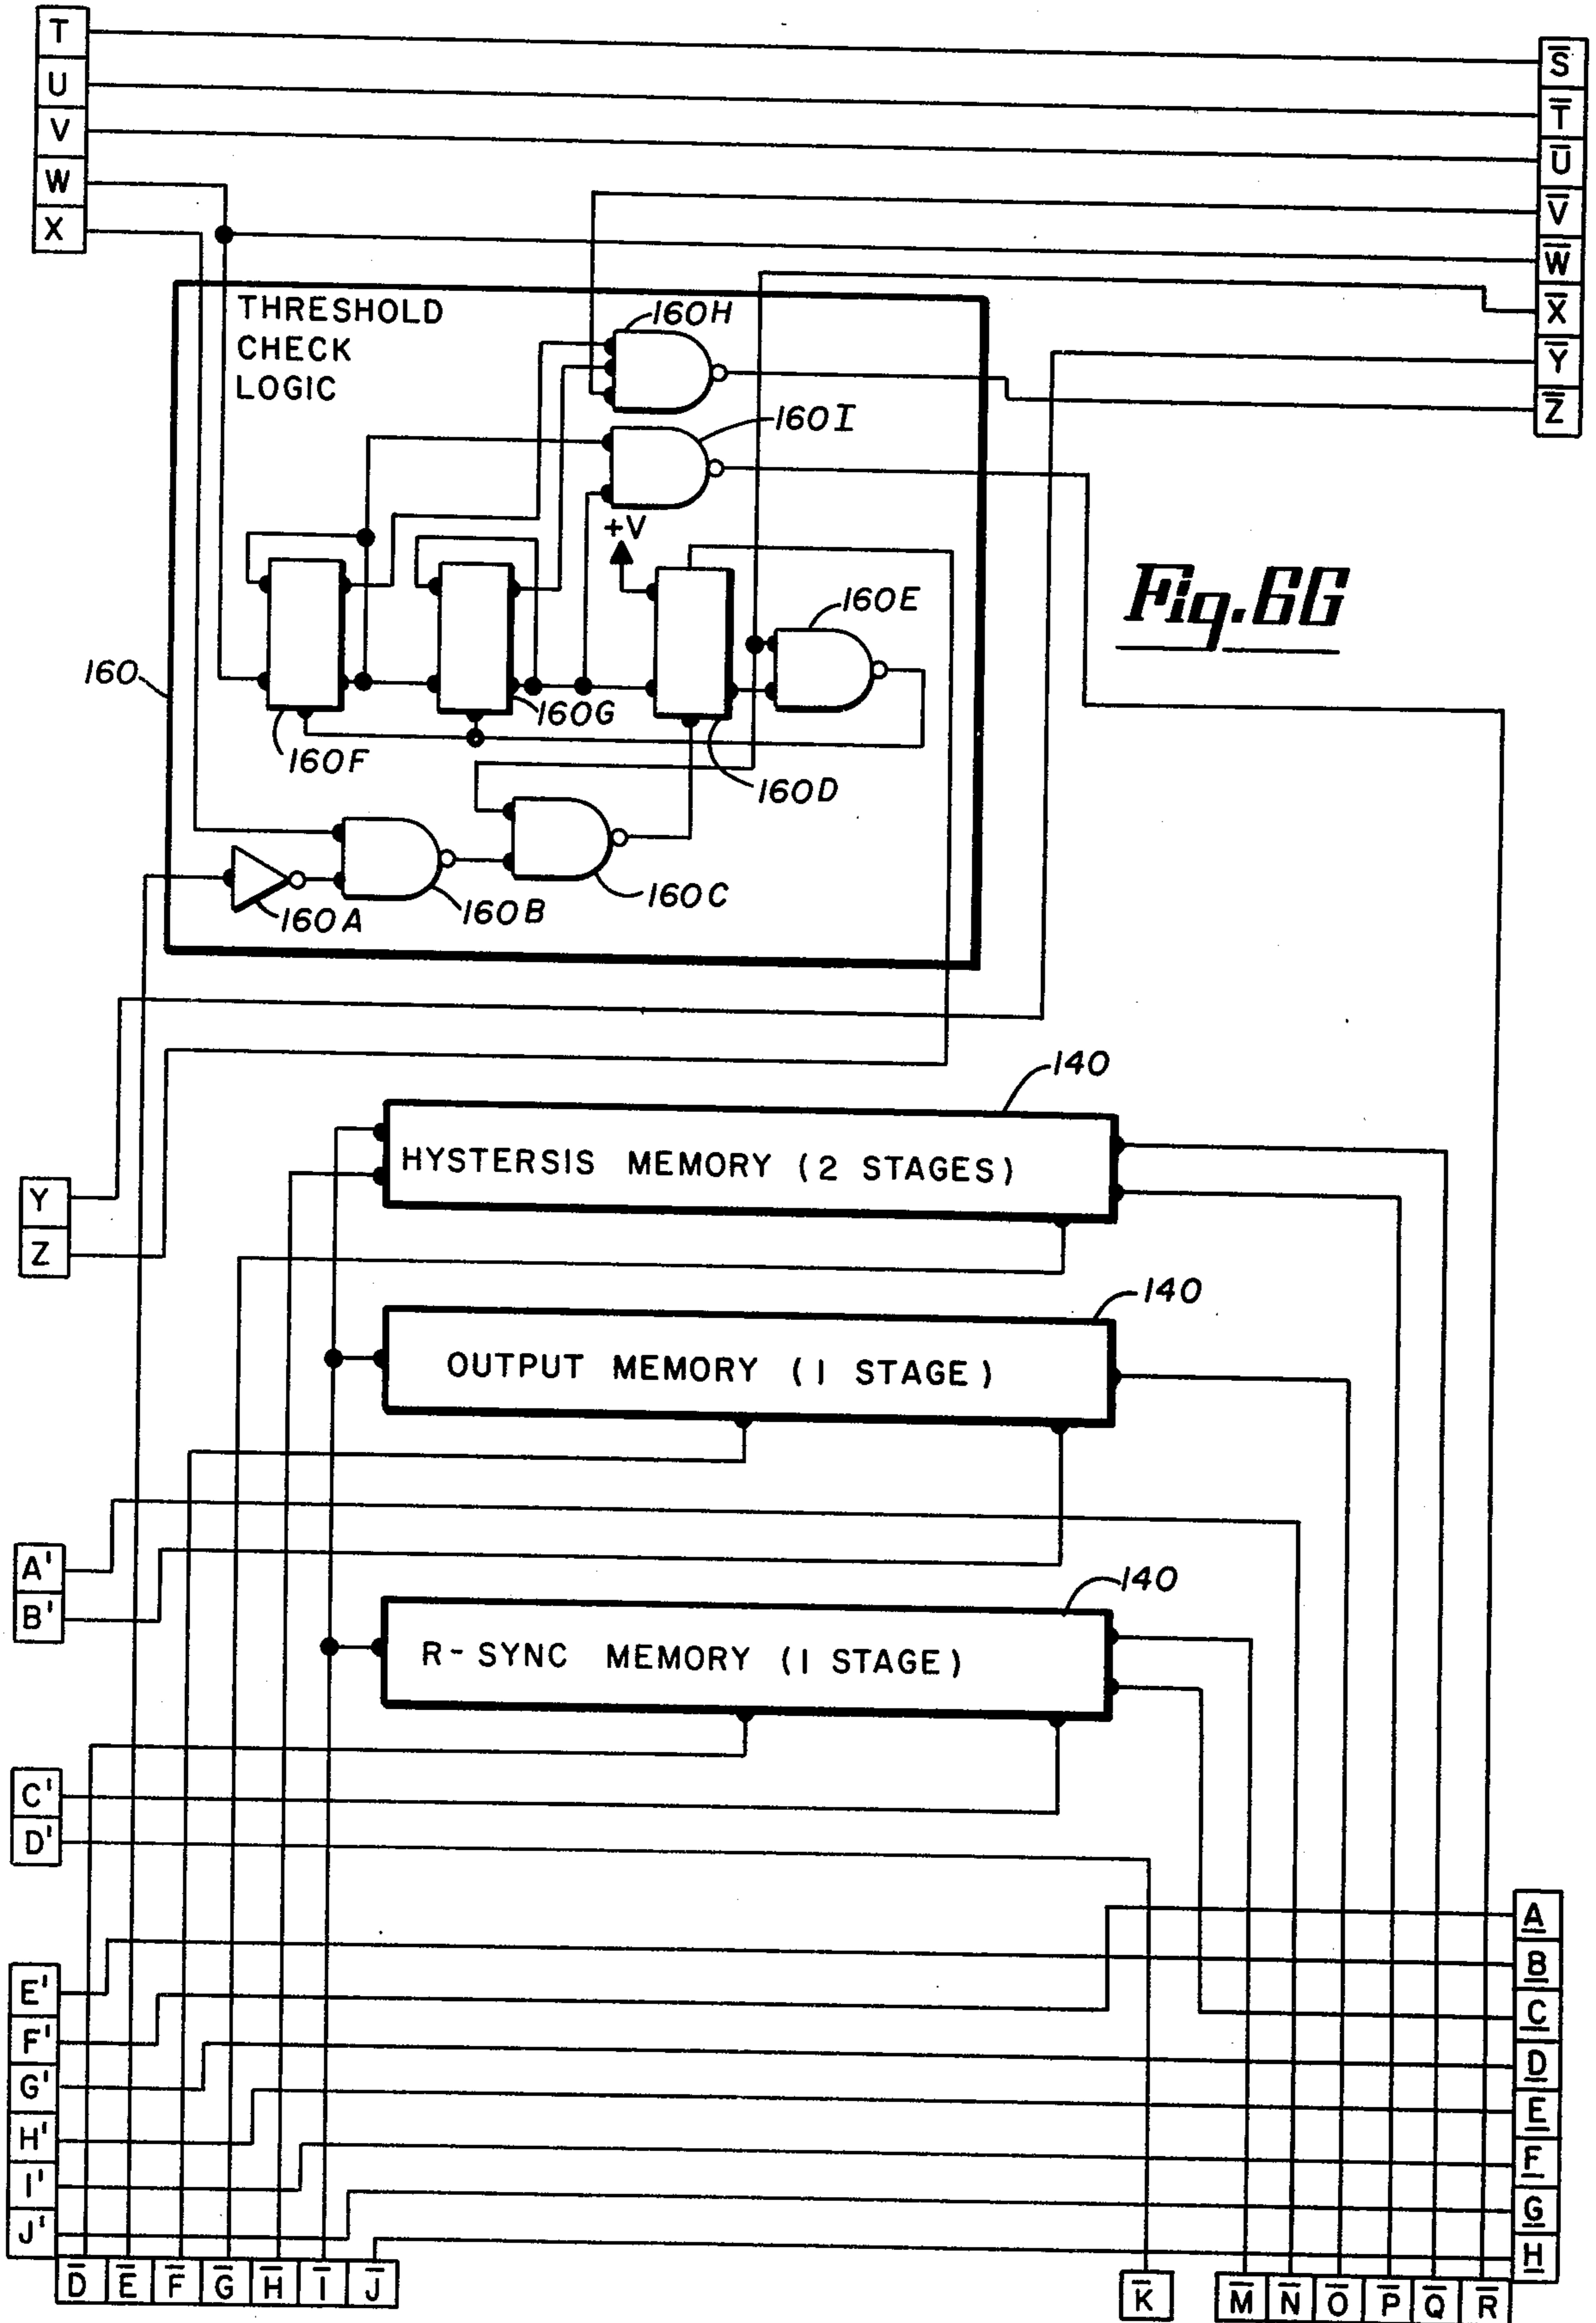 T
U
V
W
X
S̅
T̅
U̅
V̅
W̅
X̅
Y̅
Z̅
THRESHOLD
CHECK
LOGIC
160H
160I
+V
160E
Fig. 6G
160
160G
160F
160D
160C
160B
160A
140
HYSTERSIS MEMORY (2 STAGES)
Y
Z
140
OUTPUT MEMORY (1 STAGE)
A'
B'
140
R-SYNC MEMORY (1 STAGE)
C'
D'
E'
F'
G'
H'
I'
J'
A̲
B̲
C̲
D̲
E̲
F̲
G̲
H̲
D̅ E̅ F̅ G̅ H̅ I̅ J̅
K̅
M̅ N̅ O̅ P̅ Q̅ R̅